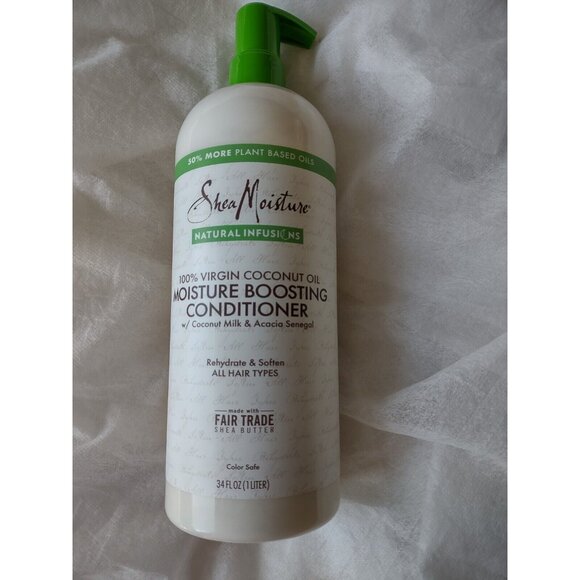 30% MORE PLANT BASED OILS
SheaMoisture®
NATURAL INFUSIONS
100% VIRGIN COCONUT OIL
MOISTURE BOOSTING
CONDITIONER
w/ Coconut Milk & Acacia Senegal
Rehydrate & Soften
ALL HAIR TYPES
made with
FAIR TRADE
SHEA BUTTER
Color Safe
34 FL OZ (1 LITER)